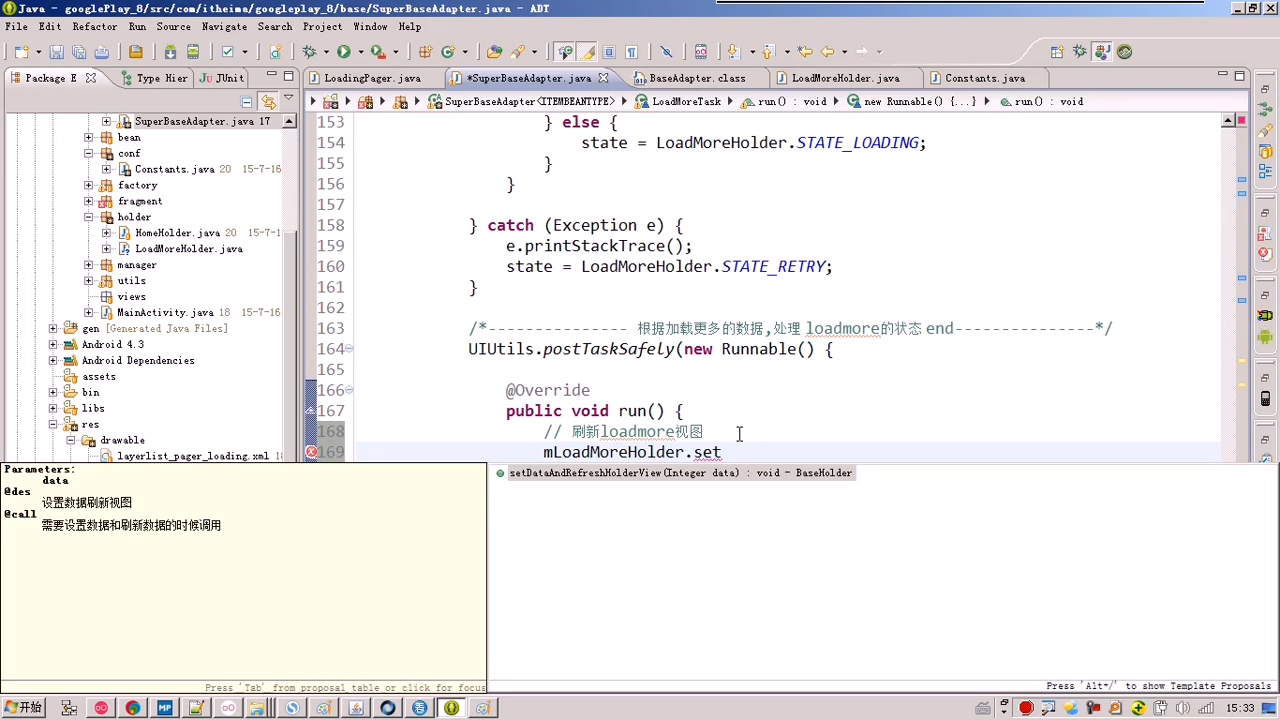 Java - googlePlay_8/src/com/itheima/googleplay_8/base/SuperBaseAdapter.java - ADT
File Edit Refactor Run Source Navigate Search Project Window Help
Package E Type Hier JUnit
LoadingPager.java *SuperBaseAdapter.java BaseAdapter.class LoadMoreHolder.java Constants.java
SuperBaseAdapter<ITEMBEANTYPE> LoadMoreTask run() : void new Runnable() {...} run() : void
SuperBaseAdapter.java 17
bean
conf
Constants.java 20 15-7-16
factory
fragment
holder
HomeHolder.java 20 15-7-1
LoadMoreHolder.java
manager
utils
views
MainActivity.java 18 15-7-16
gen [Generated Java Files]
Android 4.3
Android Dependencies
assets
bin
libs
res
drawable
layerlist_pager_loading.xml
153 } else {
154 state = LoadMoreHolder.STATE_LOADING;
155 }
156 }
157
158 } catch (Exception e) {
159 e.printStackTrace();
160 state = LoadMoreHolder.STATE_RETRY;
161 }
162
163 /*--------------- 根据加载更多的数据,处理 loadmore的状态 end---------------*/
164 UIUtils.postTaskSafely(new Runnable() {
165
166 @Override
167 public void run() {
168 // 刷新loadmore视图
169 mLoadMoreHolder.set
Parameters:
data
@des
设置数据刷新视图
@call
需要设置数据和刷新数据的时候调用
Press 'Tab' from proposal table or click for focus
setDataAndRefreshHolderView(Integer data) : void - BaseHolder
Press 'Alt+/' to show Template Proposals
开始
MP
15:33